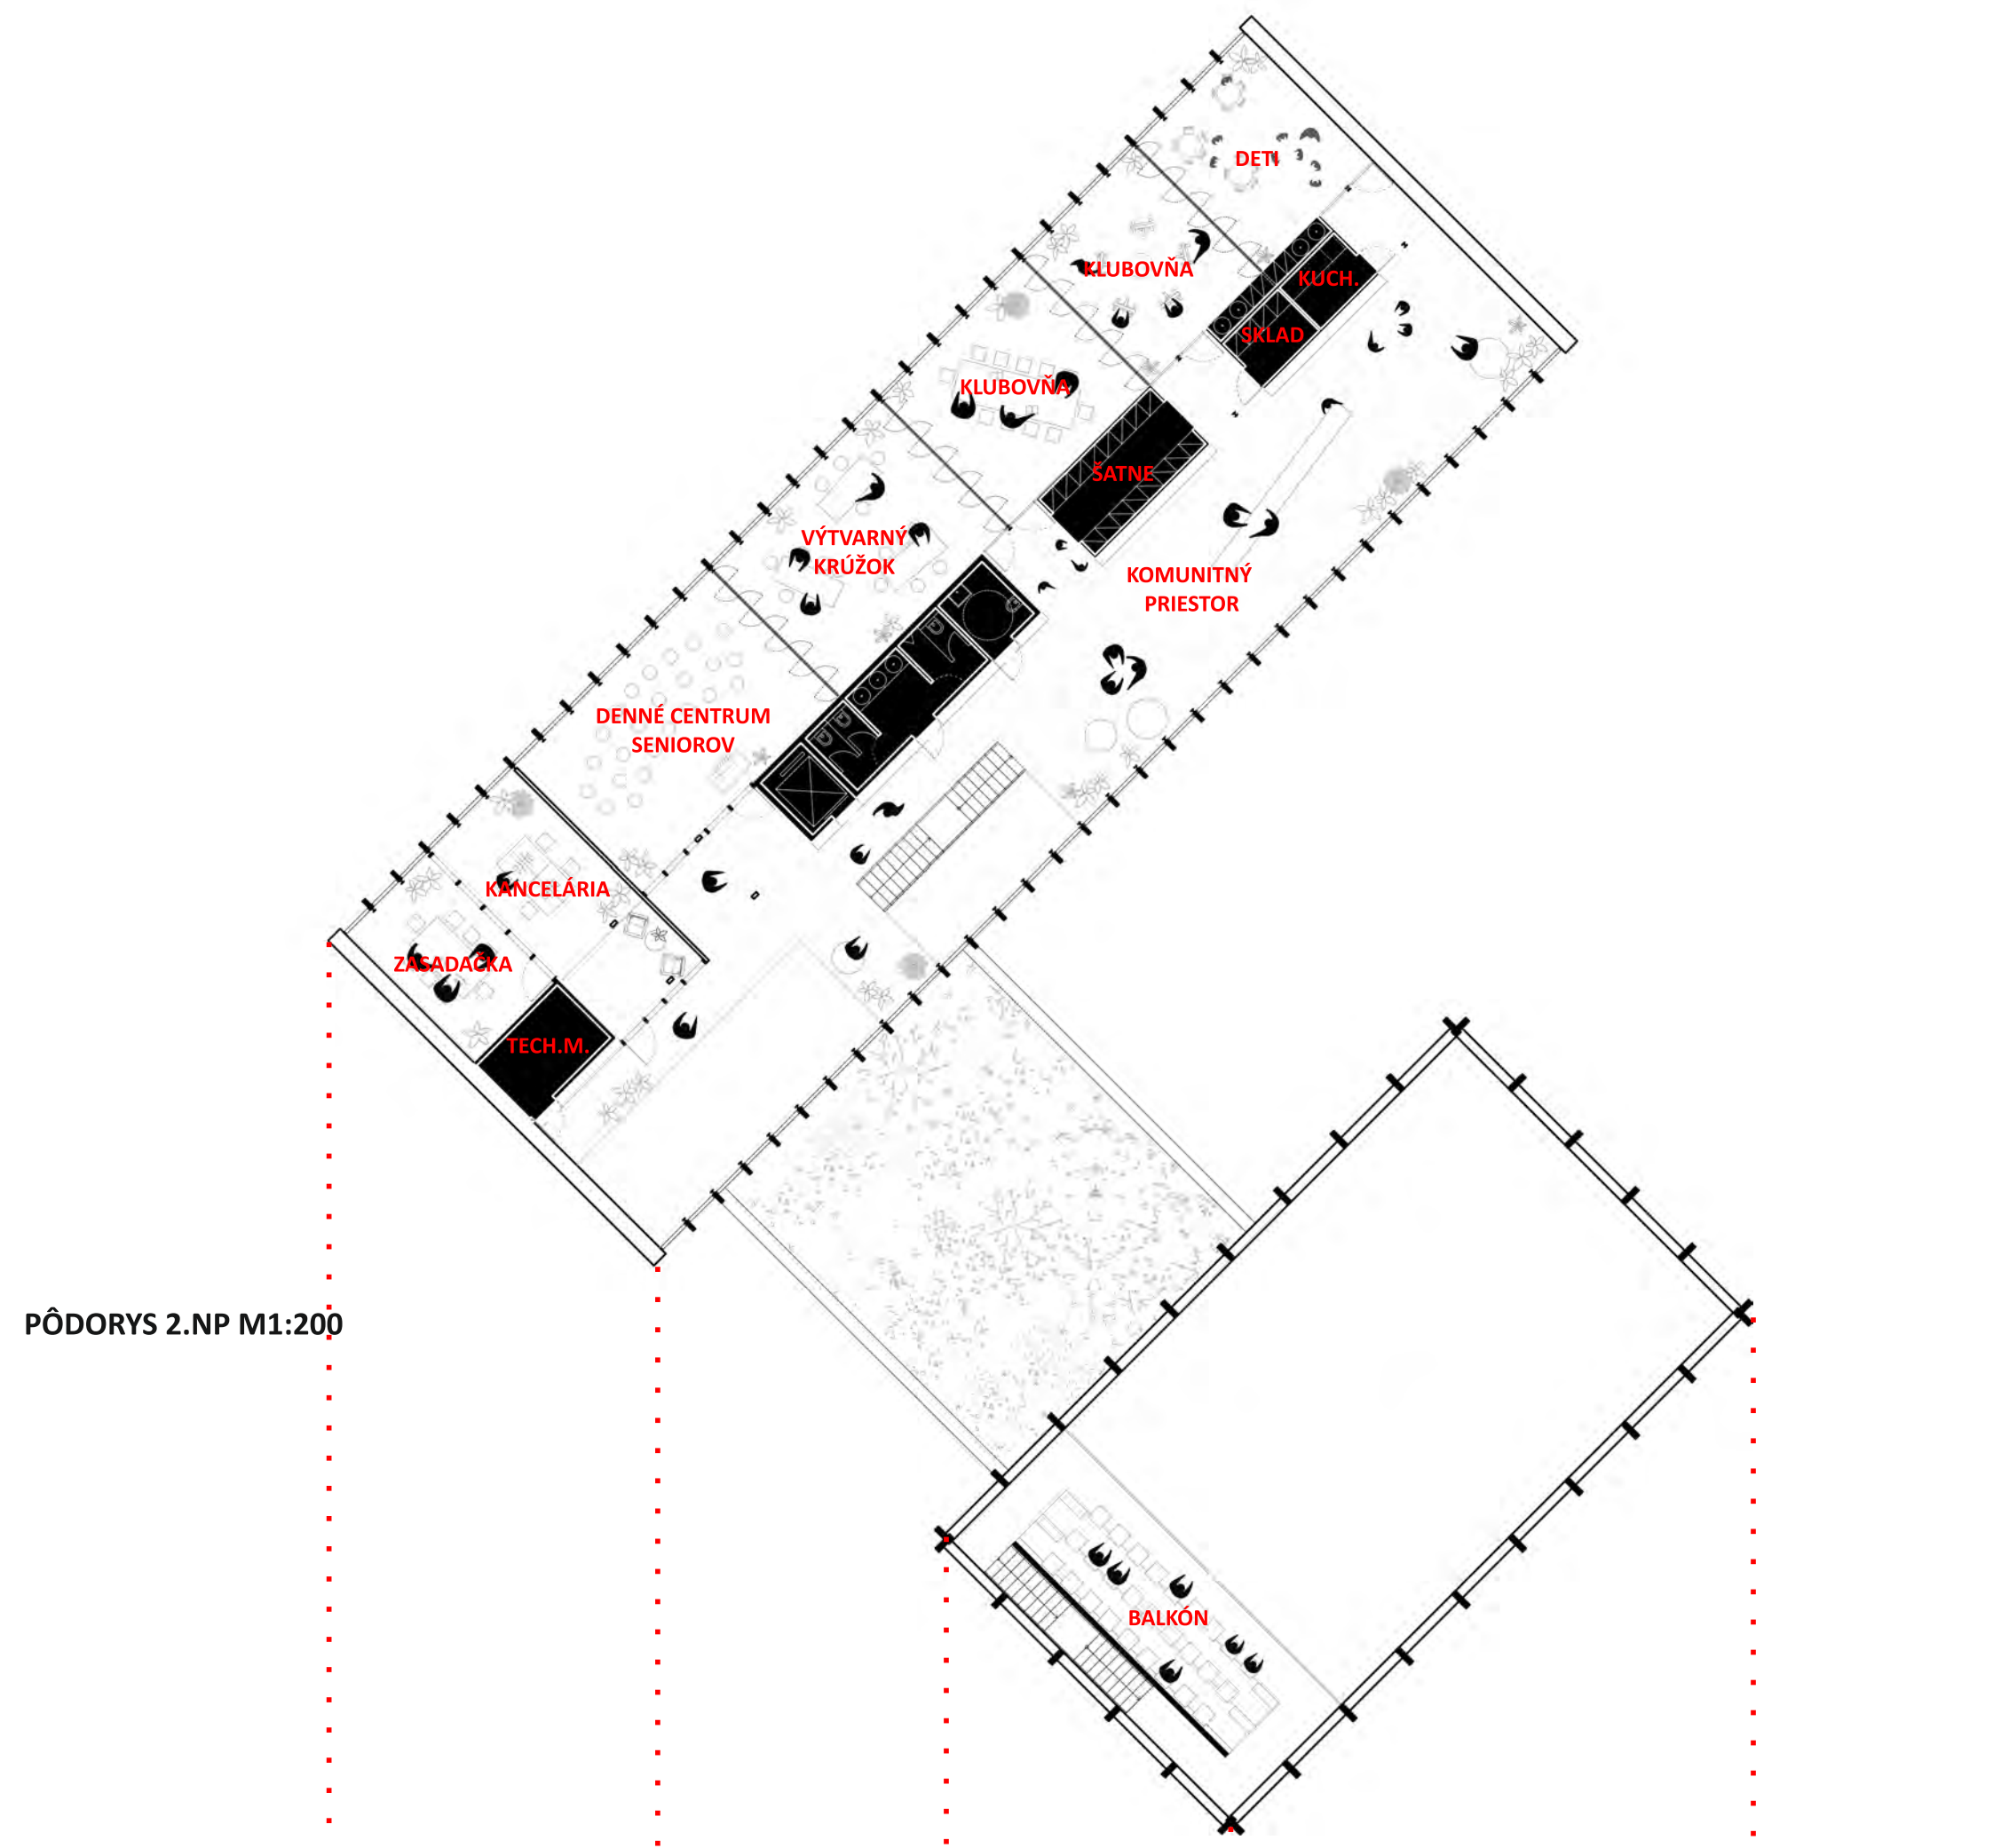 DETI
KLUBOVŇA
KUCH.
SKLAD
KLUBOVŇA
ŠATNE
VÝTVARNÝ
KRÚŽOK
KOMUNITNÝ
PRIESTOR
DENNÉ CENTRUM
SENIOROV
KANCELÁRIA
ZASADAČKA
TECH.M.
PÔDORYS 2.NP M1:200
BALKÓN